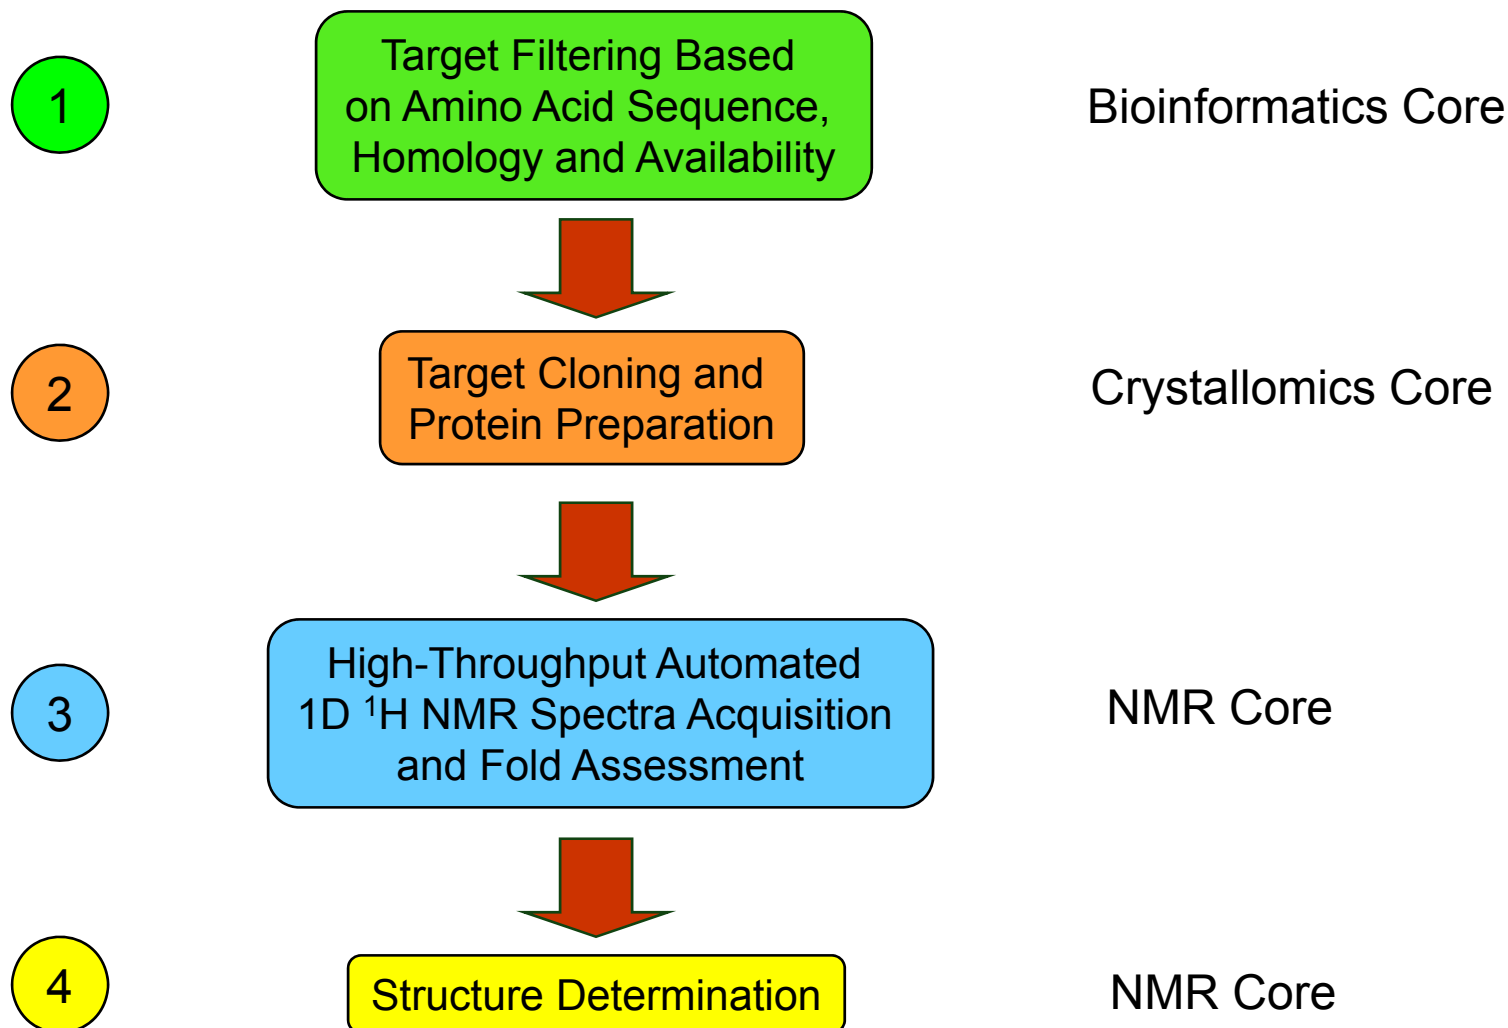 1
Target Filtering Based
on Amino Acid Sequence,
Homology and Availability
Bioinformatics Core
2
Target Cloning and
Protein Preparation
Crystallomics Core
3
High-Throughput Automated
1D ¹H NMR Spectra Acquisition
and Fold Assessment
NMR Core
4
Structure Determination
NMR Core